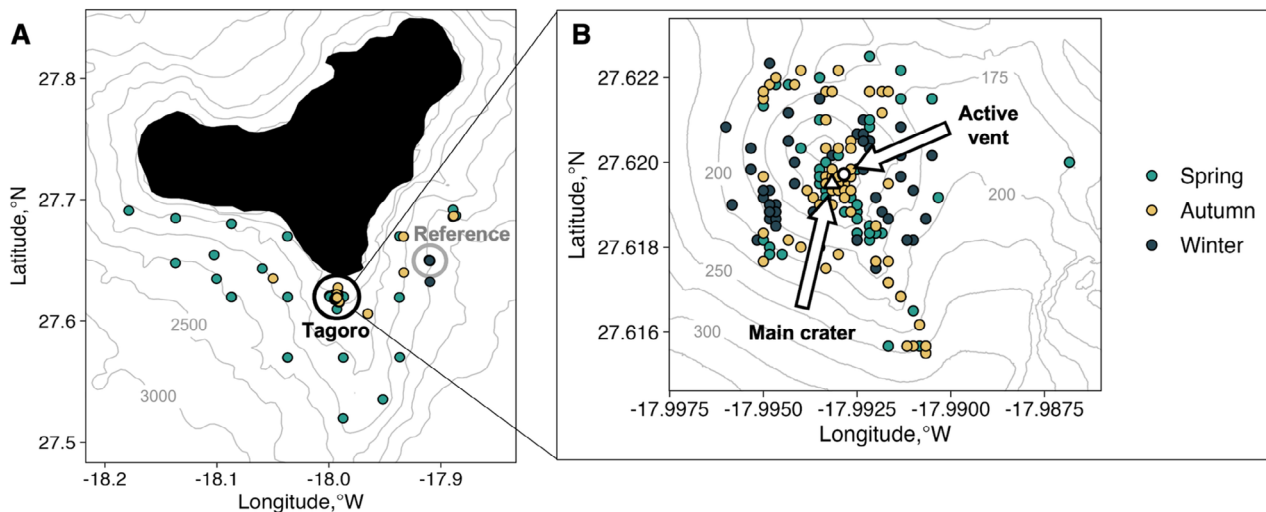 A
27.8
27.7
27.6
27.5
Latitude,°N
-18.2
-18.1
-18.0
-17.9
Longitude,°W
2500
3000
Reference
Tagoro
B
27.622
27.620
27.618
27.616
Latitude,°N
-17.9975
-17.9950
-17.9925
-17.9900
-17.9875
Longitude,°W
175
200
200
250
300
Active
vent
Main crater
Spring
Autumn
Winter